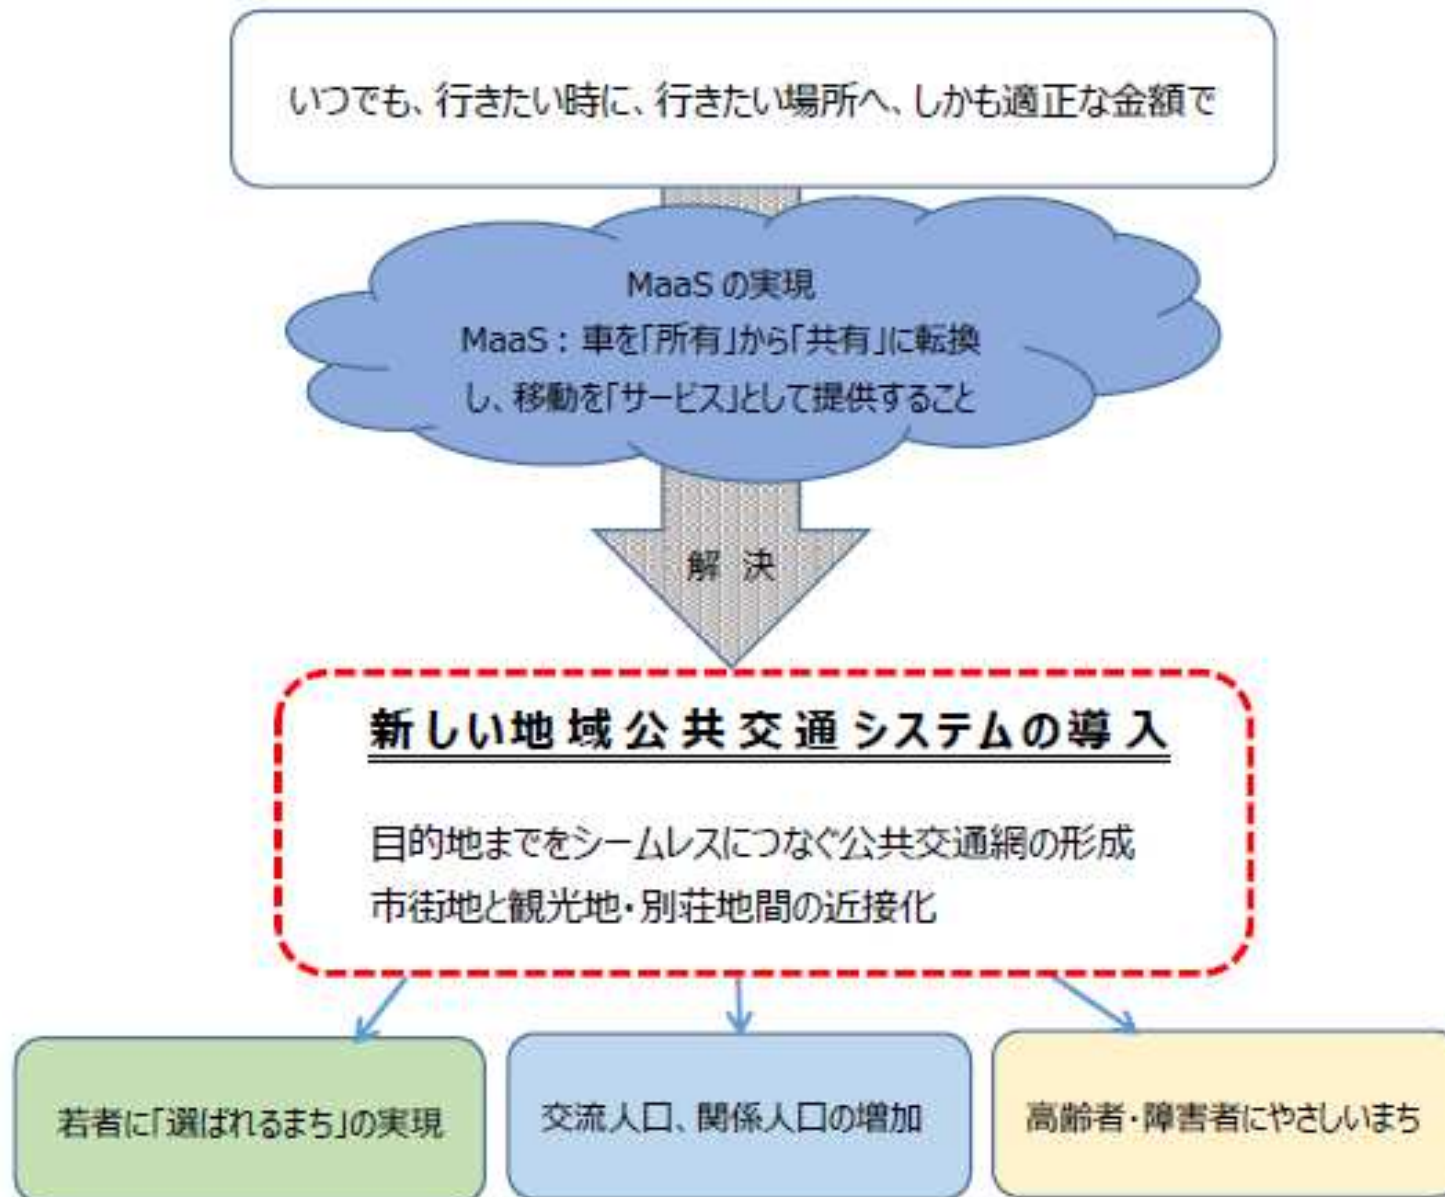 いつでも、行きたい時に、行きたい場所へ、しかも適正な金額で
MaaS の実現
MaaS：車を「所有」から「共有」に転換
し、移動を「サービス」として提供すること
解 決
新しい地域公共交通システムの導入
目的地までをシームレスにつなぐ公共交通網の形成
市街地と観光地・別荘地間の近接化
若者に「選ばれるまち」の実現
交流人口、関係人口の増加
高齢者・障害者にやさしいまち